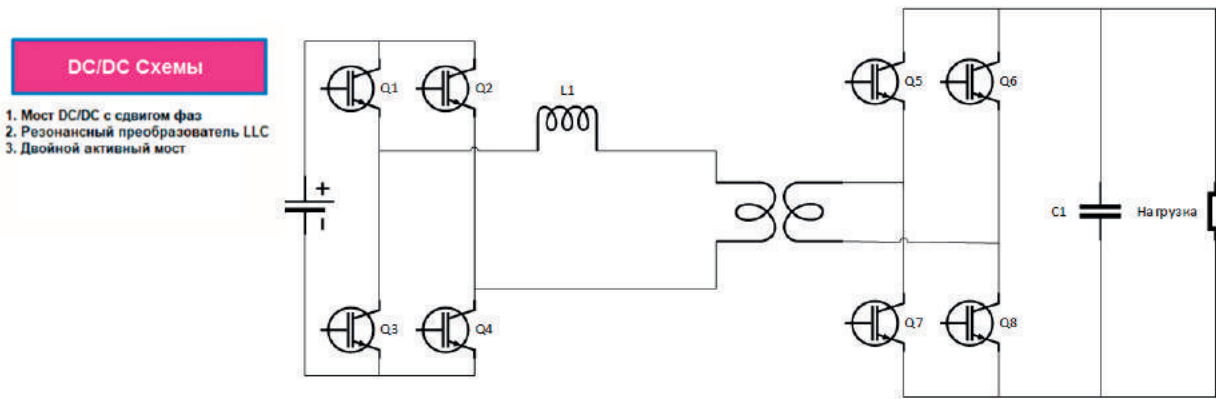 DC/DC Схемы
1. Мост DC/DC с сдвигом фаз
2. Резонансный преобразователь LLC
3. Двойной активный мост
Q1
Q2
L1
Q5
Q6
+
−
C1
Нагрузка
Q3
Q4
Q7
Q8